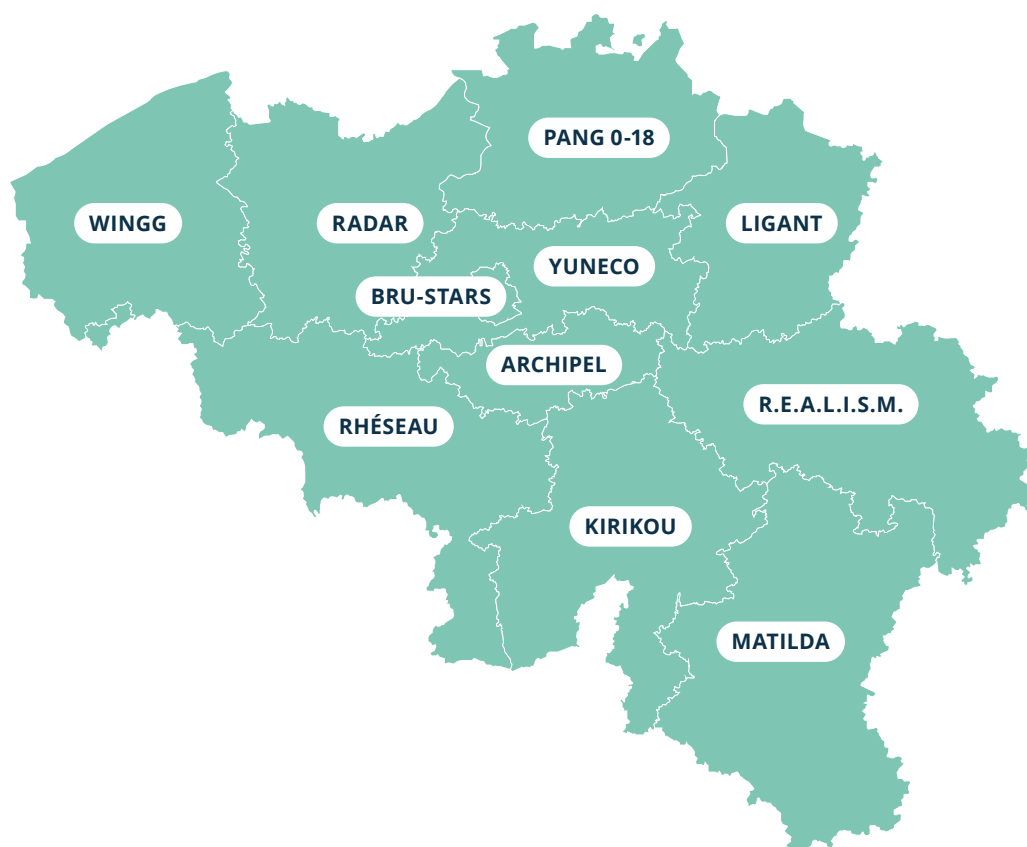 PANG 0-18
WINGG
RADAR
LIGANT
YUNECO
BRU-STARS
ARCHIPEL
R.E.A.L.I.S.M.
RHÉSEAU
KIRIKOU
MATILDA